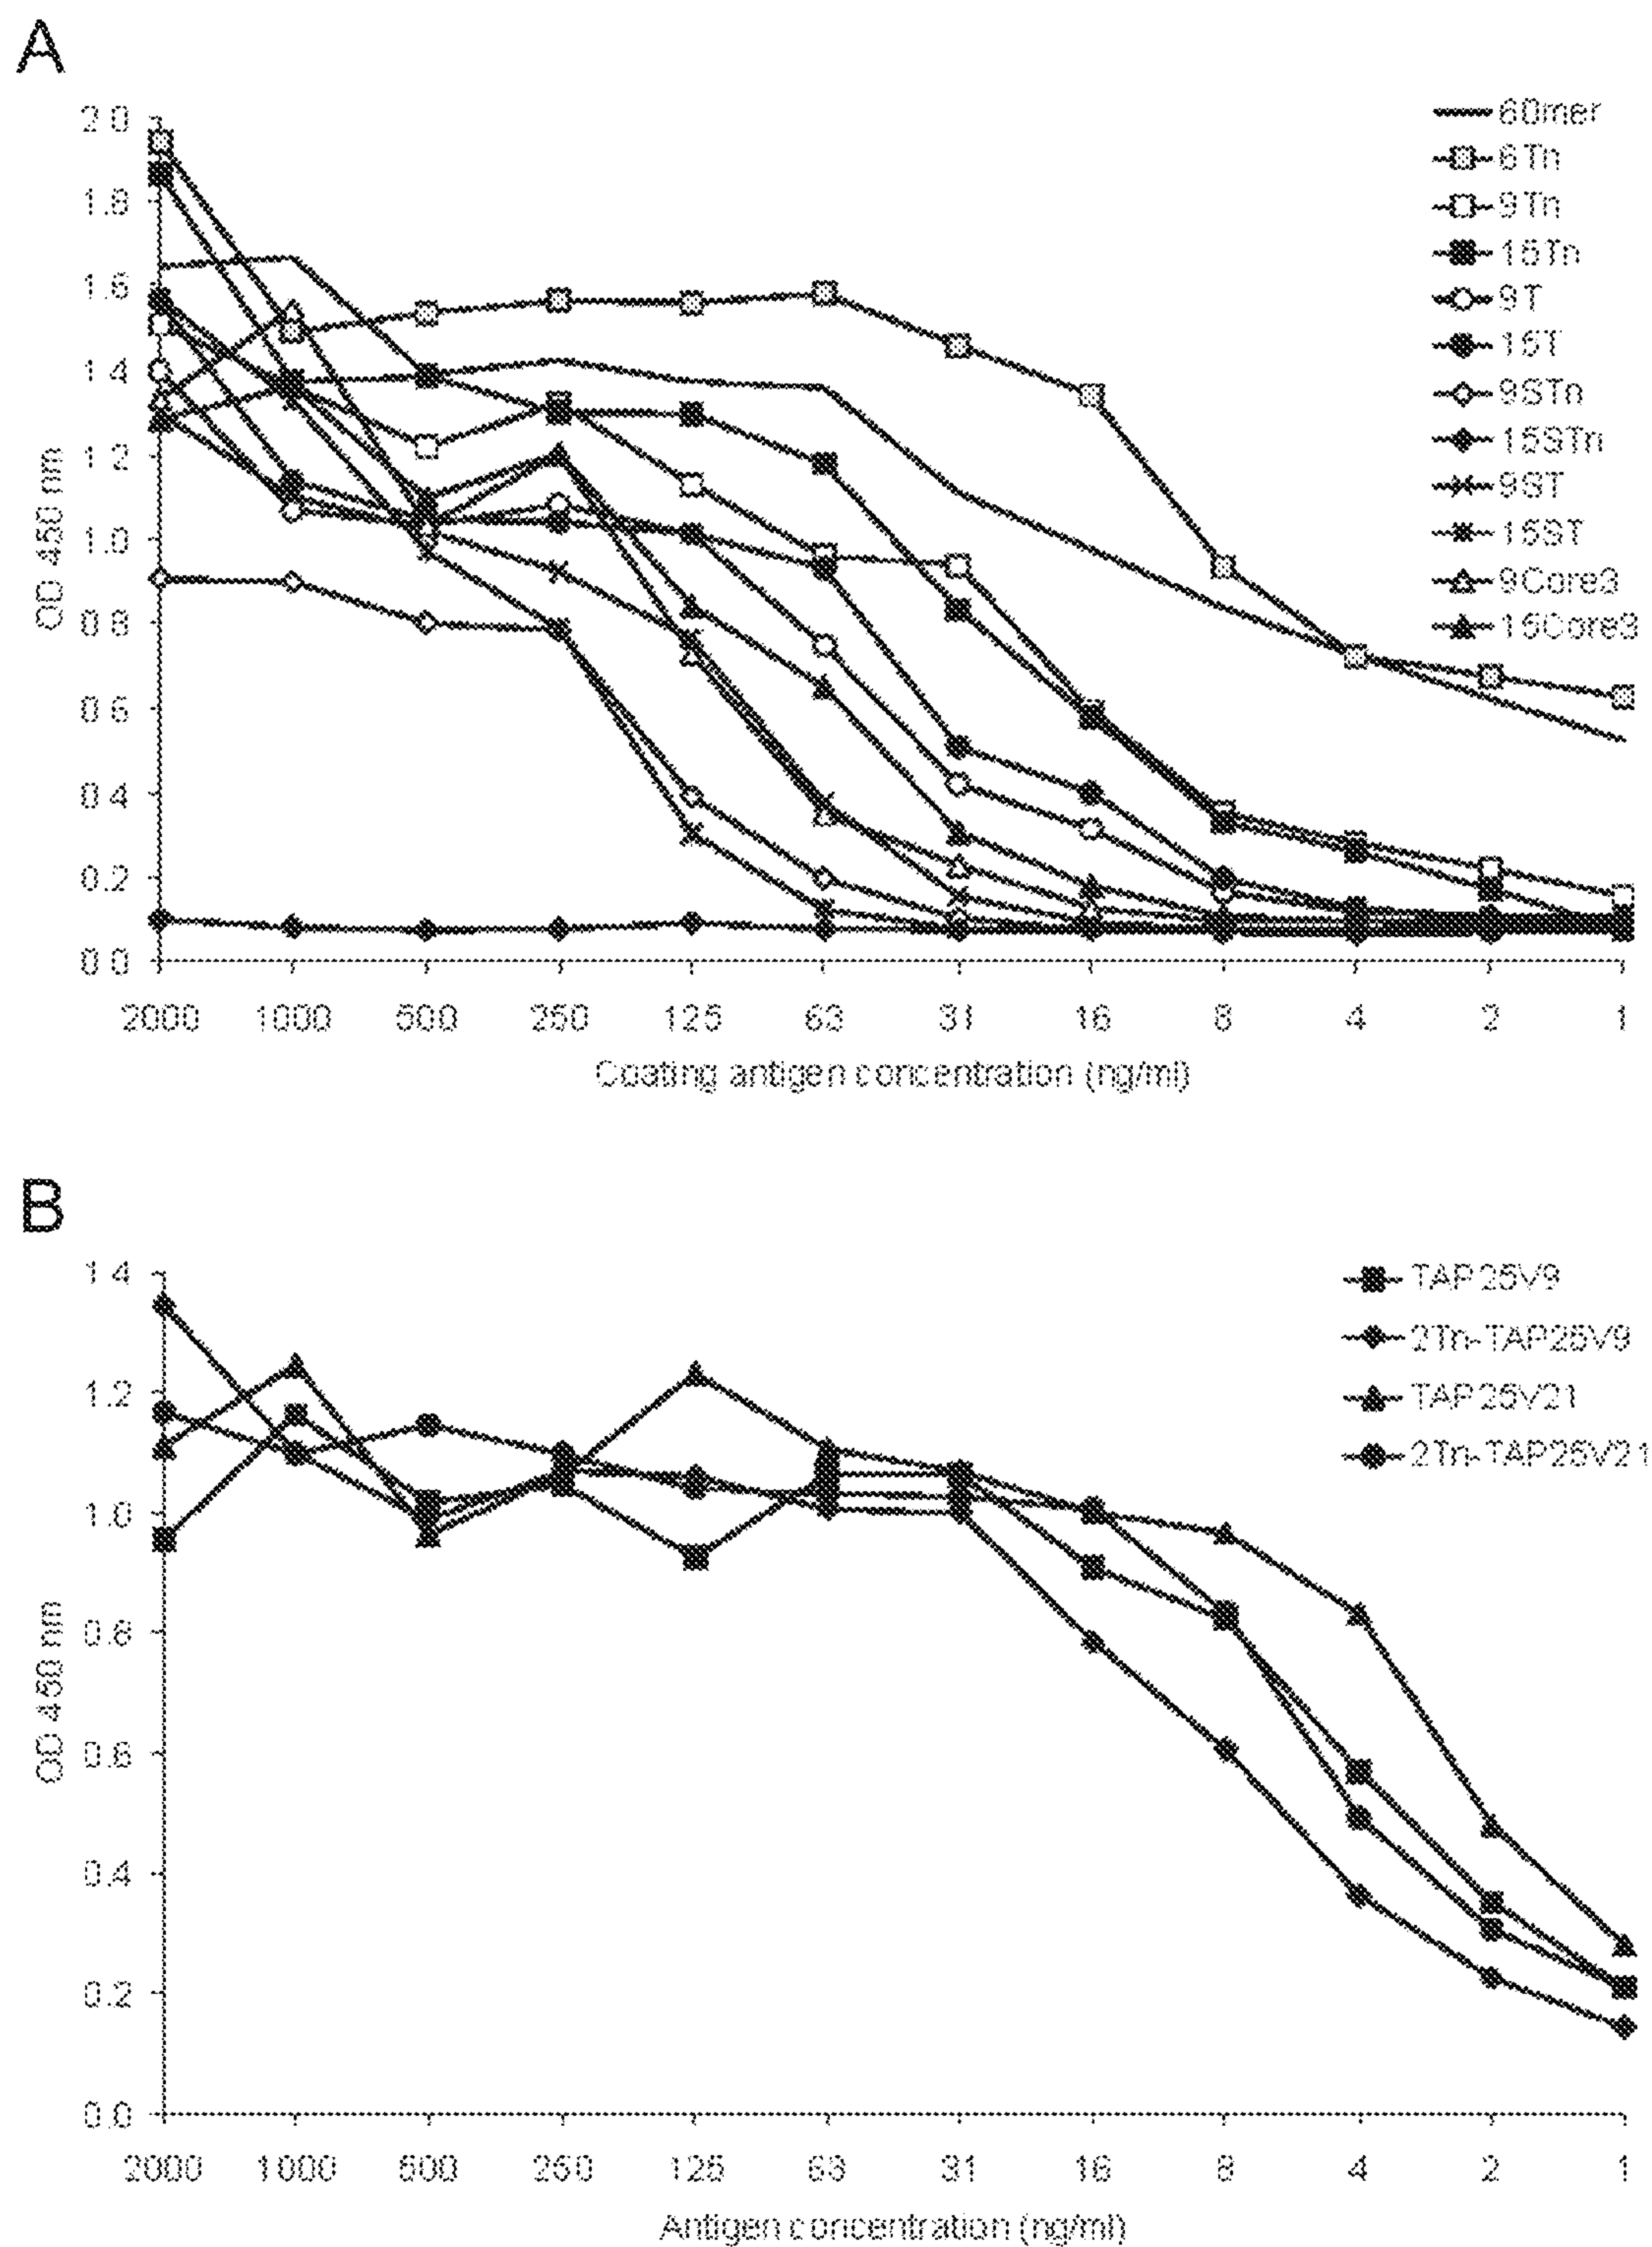 A
2.0
1.8
1.6
1.4
1.2
1.0
0.8
0.6
0.4
0.2
0.0
OD 450 nm
60mer
6Tn
9Tn
15Tn
9T
15T
9STn
15STn
9ST
15ST
9Core3
15Core3
2000 1000 500 250 125 63 31 16 8 4 2 1
Coating antigen concentration (ng/ml)
B
1.4
1.2
1.0
0.8
0.6
0.4
0.2
0.0
OD 450 nm
TAP25V9
2Tn-TAP25V9
TAP25V21
2Tn-TAP25V21
2000 1000 500 250 125 63 31 16 8 4 2 1
Antigen concentration (ng/ml)